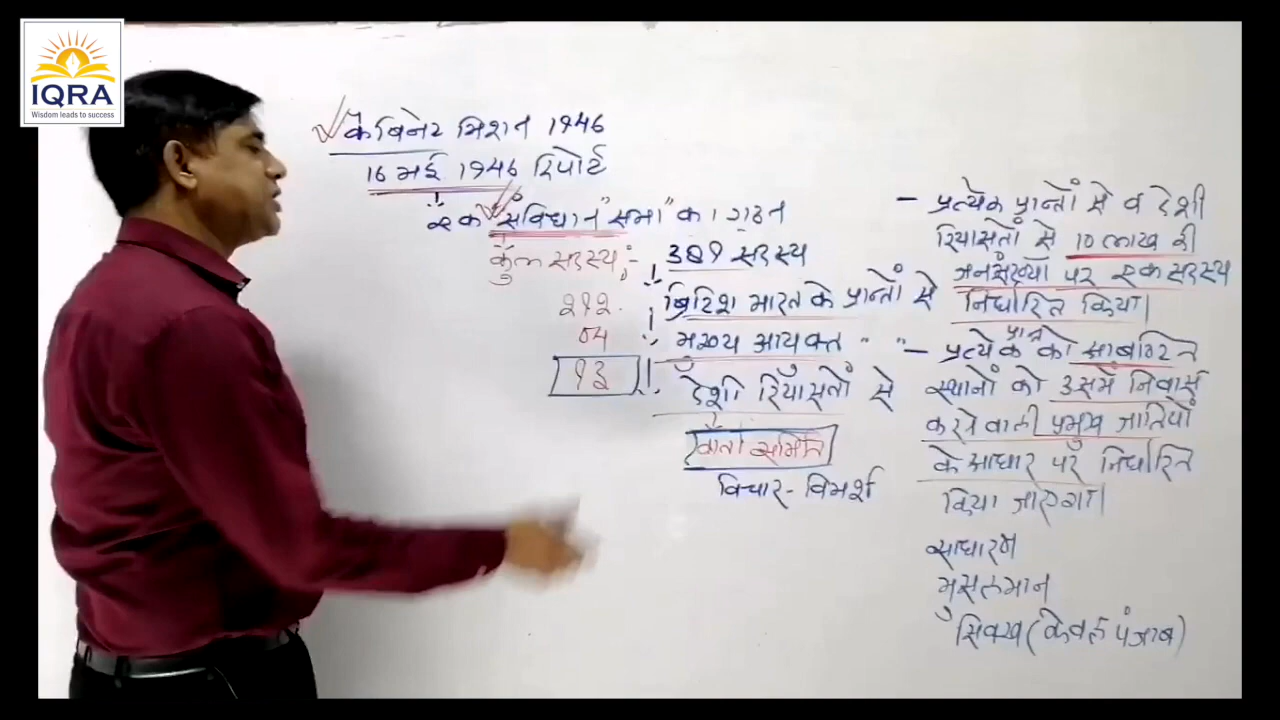 IQRA
Wisdom leads to success
कैबिनेट मिशन 1946
16 मई 1946 रिपोर्ट
एक "संविधान सभा" का गठन
कुल सदस्य :- 389 सदस्य
292 ब्रिटिश भारत के प्रान्तों से
04 मुख्य आयुक्त " "
93 देशी रियासतों से
वार्ता समिति
विचार-विमर्श
- प्रत्येक प्रान्तों से व देशी
रियासतों से 10 लाख की
जनसंख्या पर एक सदस्य
निर्धारित किया।
- प्रत्येक प्रान्त को आबंटित
स्थानों को उसमें निवास
करने वाली प्रमुख जातियों
के आधार पर निर्धारित
किया जाएगा।
साधारण
मुसलमान
सिक्ख (केवल पंजाब)